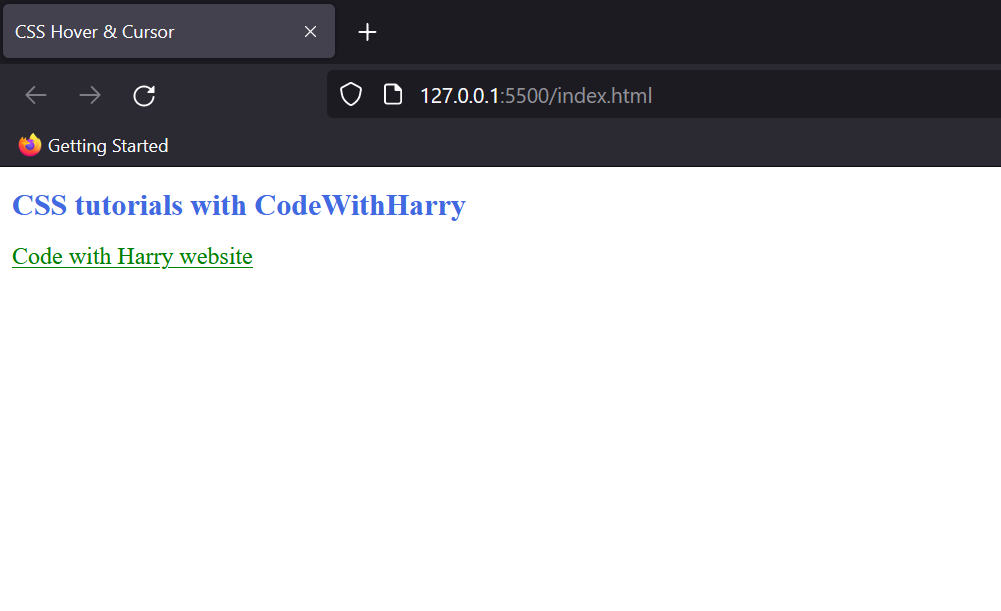 CSS Hover & Cursor
127.0.0.1:5500/index.html
Getting Started
CSS tutorials with CodeWithHarry
Code with Harry website